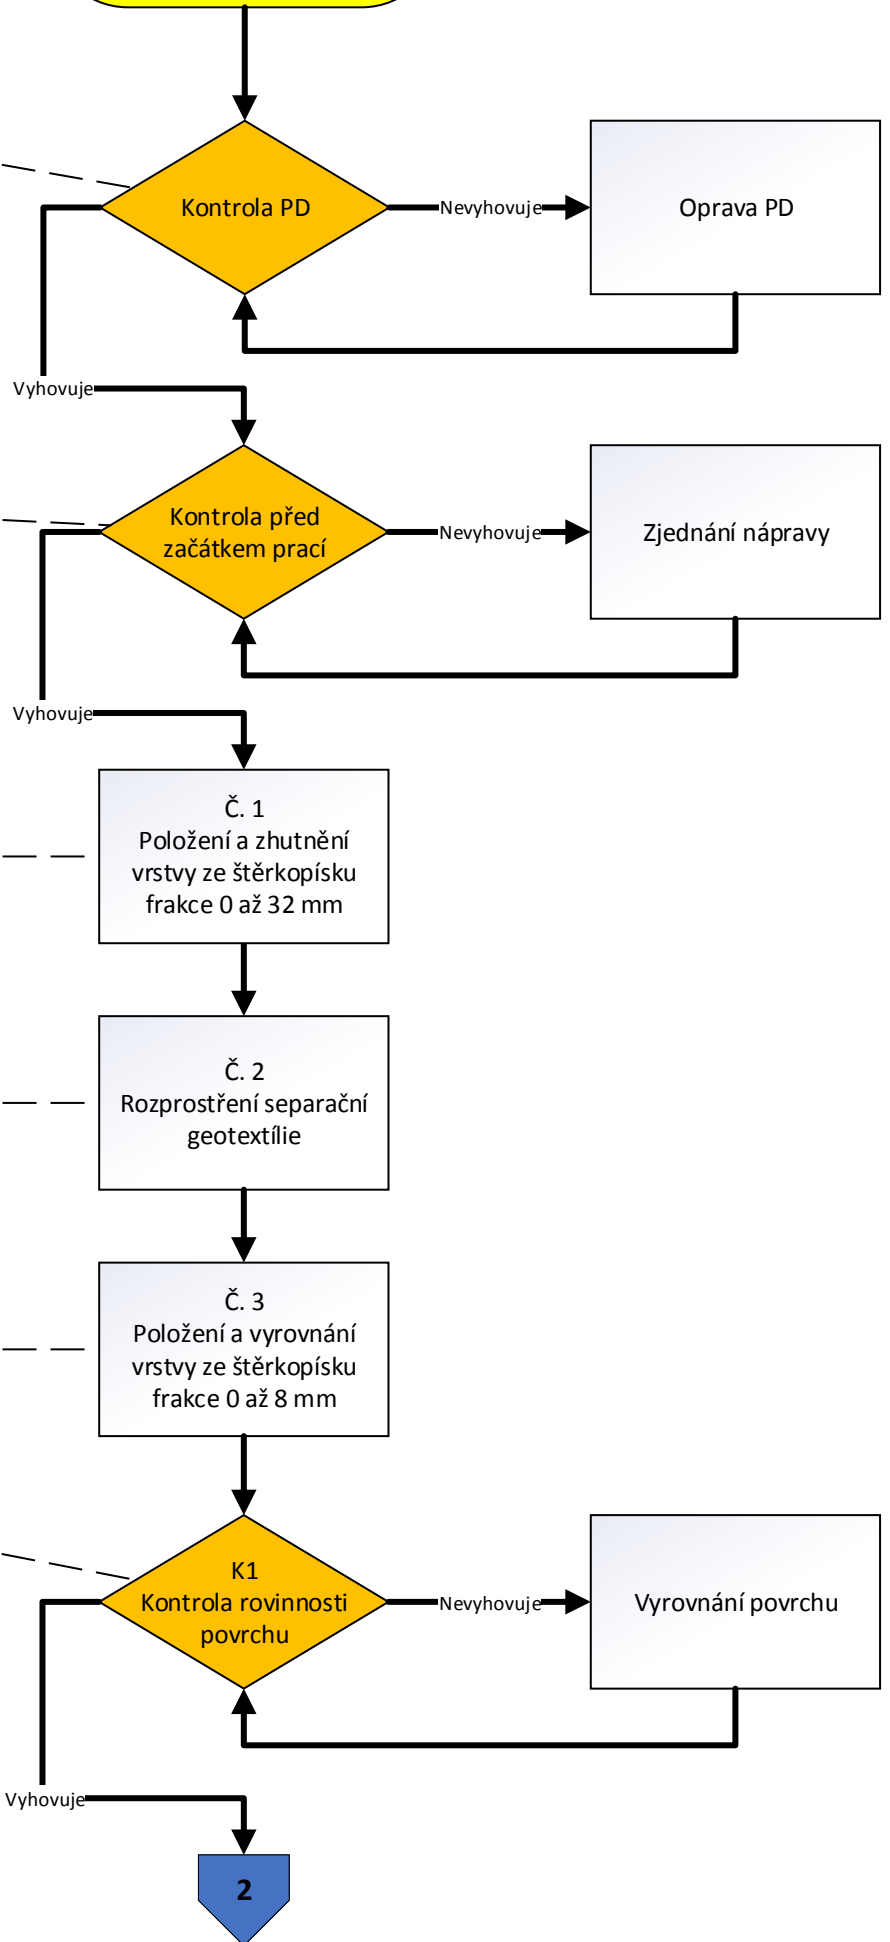 Kontrola PD
Nevyhovuje
Oprava PD
Vyhovuje
Kontrola před
začátkem prací
Nevyhovuje
Zjednání nápravy
Vyhovuje
Č. 1
Položení a zhutnění
vrstvy ze štěrkopísku
frakce 0 až 32 mm
Č. 2
Rozprostření separační
geotextílie
Č. 3
Položení a vyrovnání
vrstvy ze štěrkopísku
frakce 0 až 8 mm
K1
Kontrola rovinnosti
povrchu
Nevyhovuje
Vyrovnání povrchu
Vyhovuje
2